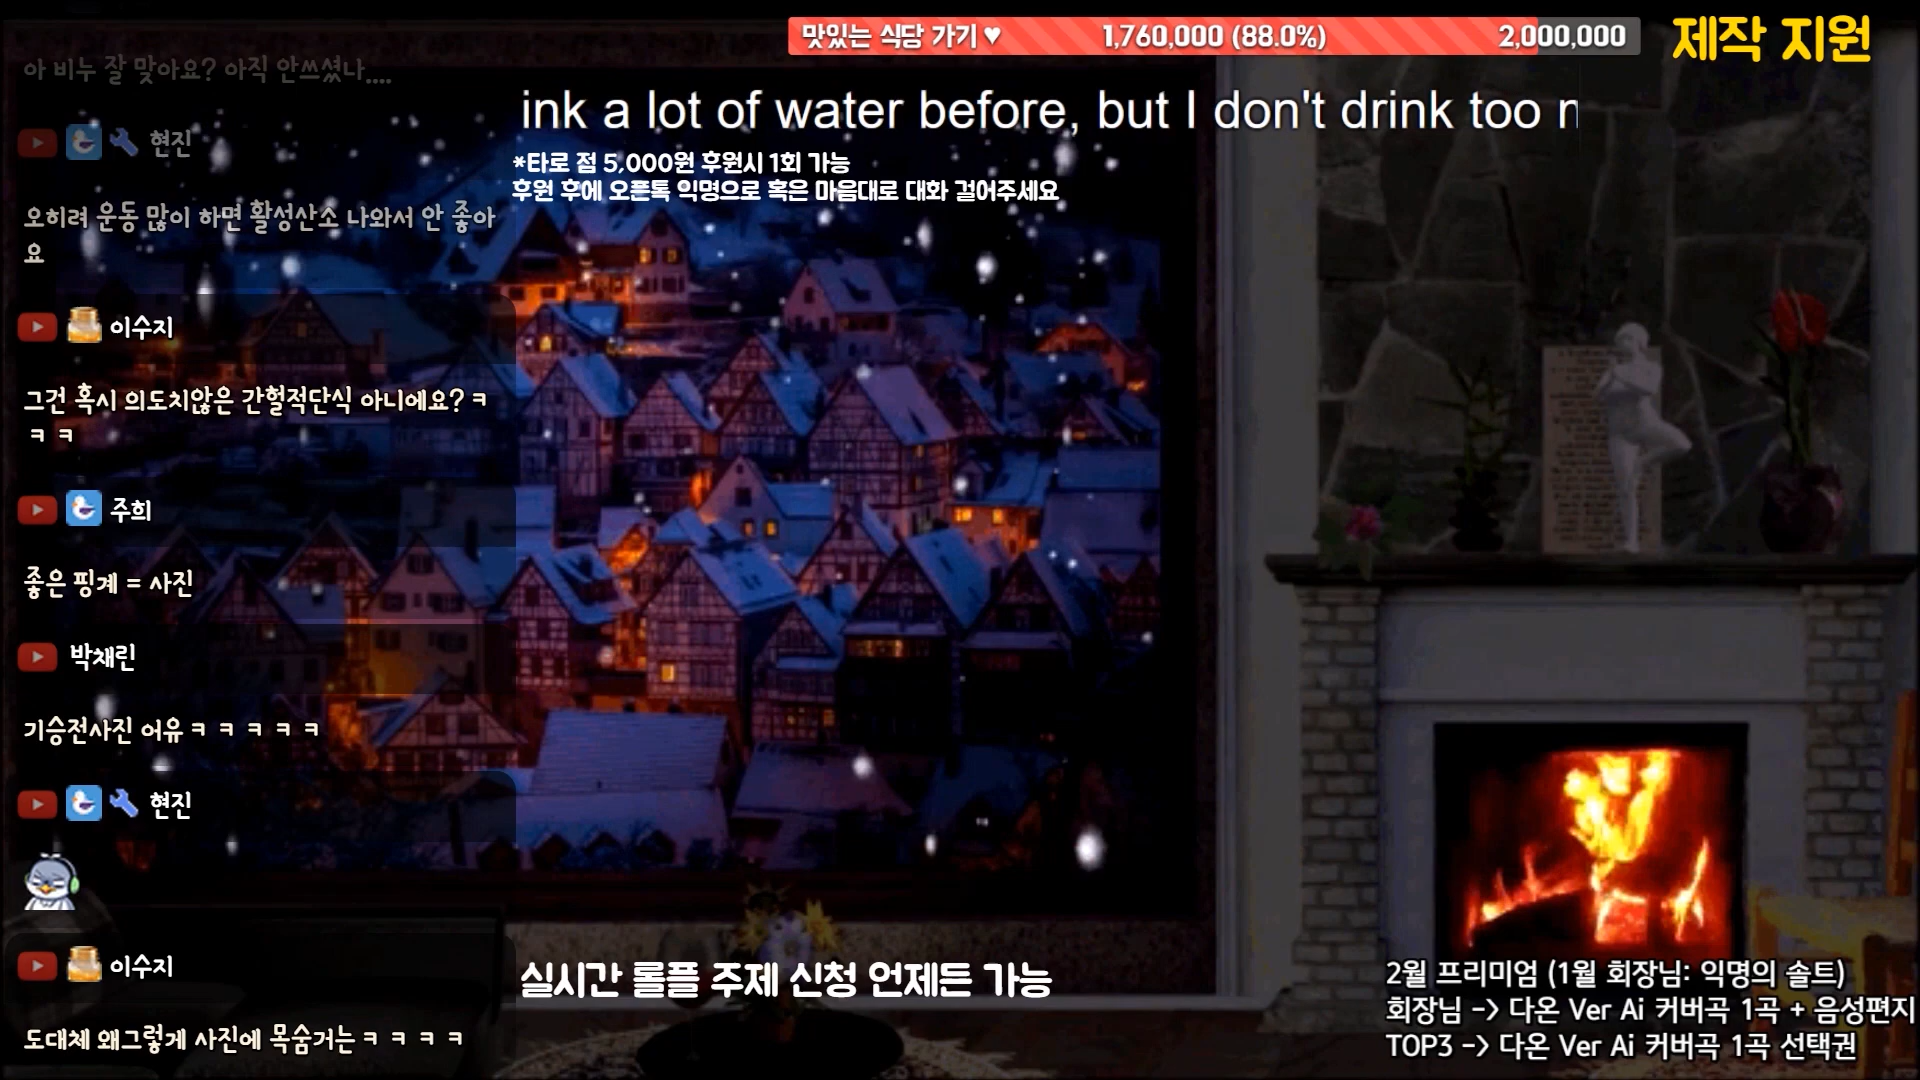 맛있는 식당 가기 ♥ 1,760,000 (88.0%) 2,000,000
제작 지원
ink a lot of water before, but I don't drink too
*타로 점 5,000원 후원시 1회 가능
후원 후에 오픈톡 익명으로 혹은 마음대로 대화 걸어주세요
아 비누 잘 맞아요? 아직 안쓰셨나....
현진
오히려 운동 많이 하면 활성산소 나와서 안 좋아
요
이수지
그건 혹시 의도치않은 간헐적단식 아니에요? ㅋ
ㅋ ㅋ
주희
좋은 핑계 = 사진
박채린
기승전사진 어유 ㅋ ㅋ ㅋ ㅋ ㅋ
현진
이수지
도대체 왜그렇게 사진에 목숨거는 ㅋ ㅋ ㅋ ㅋ
실시간 롤플 주제 신청 언제든 가능
2월 프리미엄 (1월 회장님: 익명의 솔트)
회장님 -> 다온 Ver Ai 커버곡 1곡 + 음성편지
TOP3 -> 다온 Ver Ai 커버곡 1곡 선택권